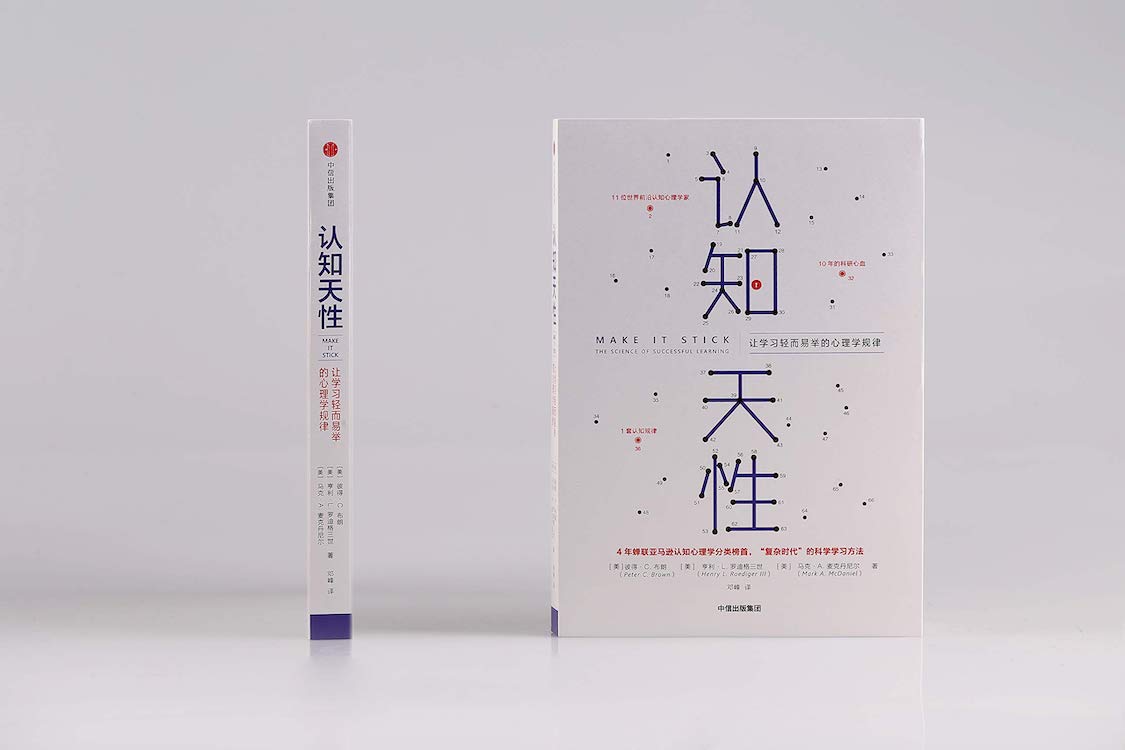 中信出版集团
认知天性
MAKE
IT
STICK
让学习轻而易举
的心理学规律
[美] 彼得·C.布朗
[美] 亨利·L.罗迪格三世 著
[美] 马克·A.麦克丹尼尔
邓峰 译
认知天性
11位世界前沿认知心理学家
2
10年的科研心血
32
MAKE IT STICK
THE SCIENCE OF SUCCESSFUL LEARNING
让学习轻而易举的心理学规律
1套认知规律
36
4年蝉联亚马逊认知心理学分类榜首，“复杂时代”的科学学习方法
[美]彼得·C.布朗 [美] 亨利·L.罗迪格三世 [美] 马克·A.麦克丹尼尔 著
(Peter C. Brown) (Henry L. Roediger III) (Mark A. McDaniel)
邓峰 译
中信出版集团